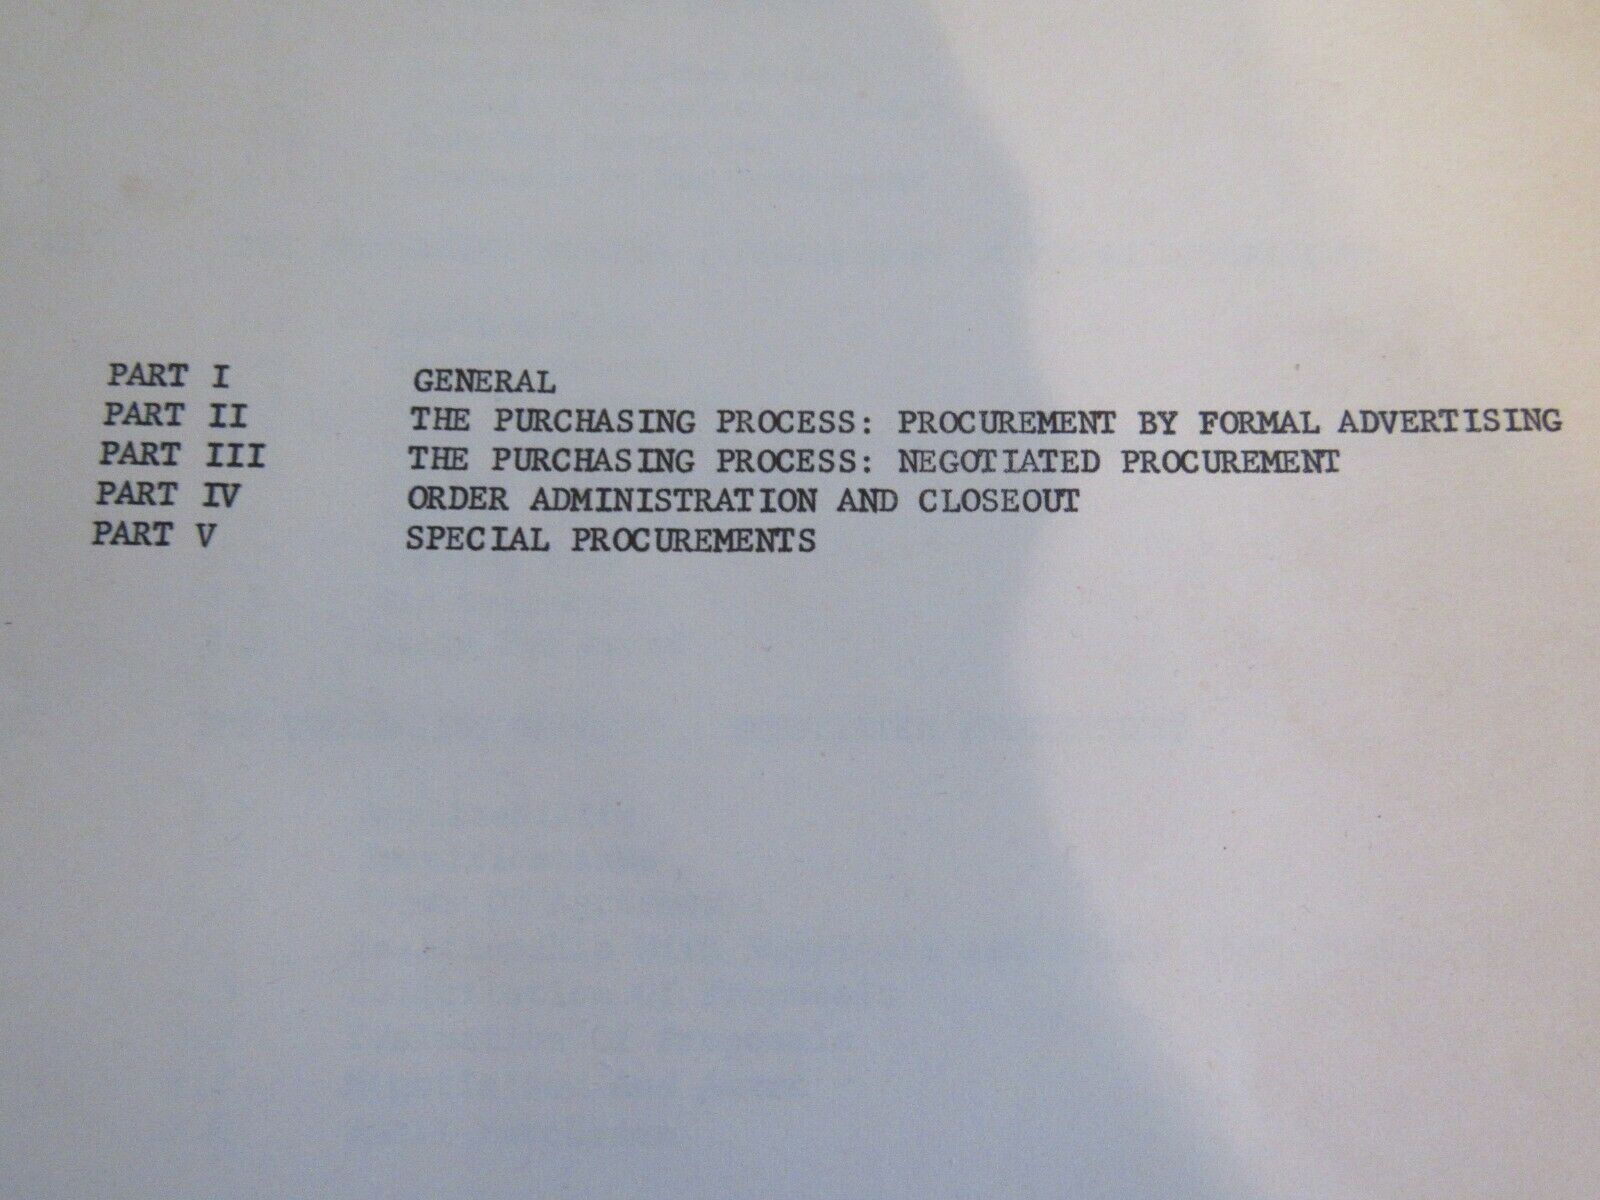 PART I GENERAL
PART II THE PURCHASING PROCESS: PROCUREMENT BY FORMAL ADVERTISING
PART III THE PURCHASING PROCESS: NEGOTIATED PROCUREMENT
PART IV ORDER ADMINISTRATION AND CLOSEOUT
PART V SPECIAL PROCUREMENTS